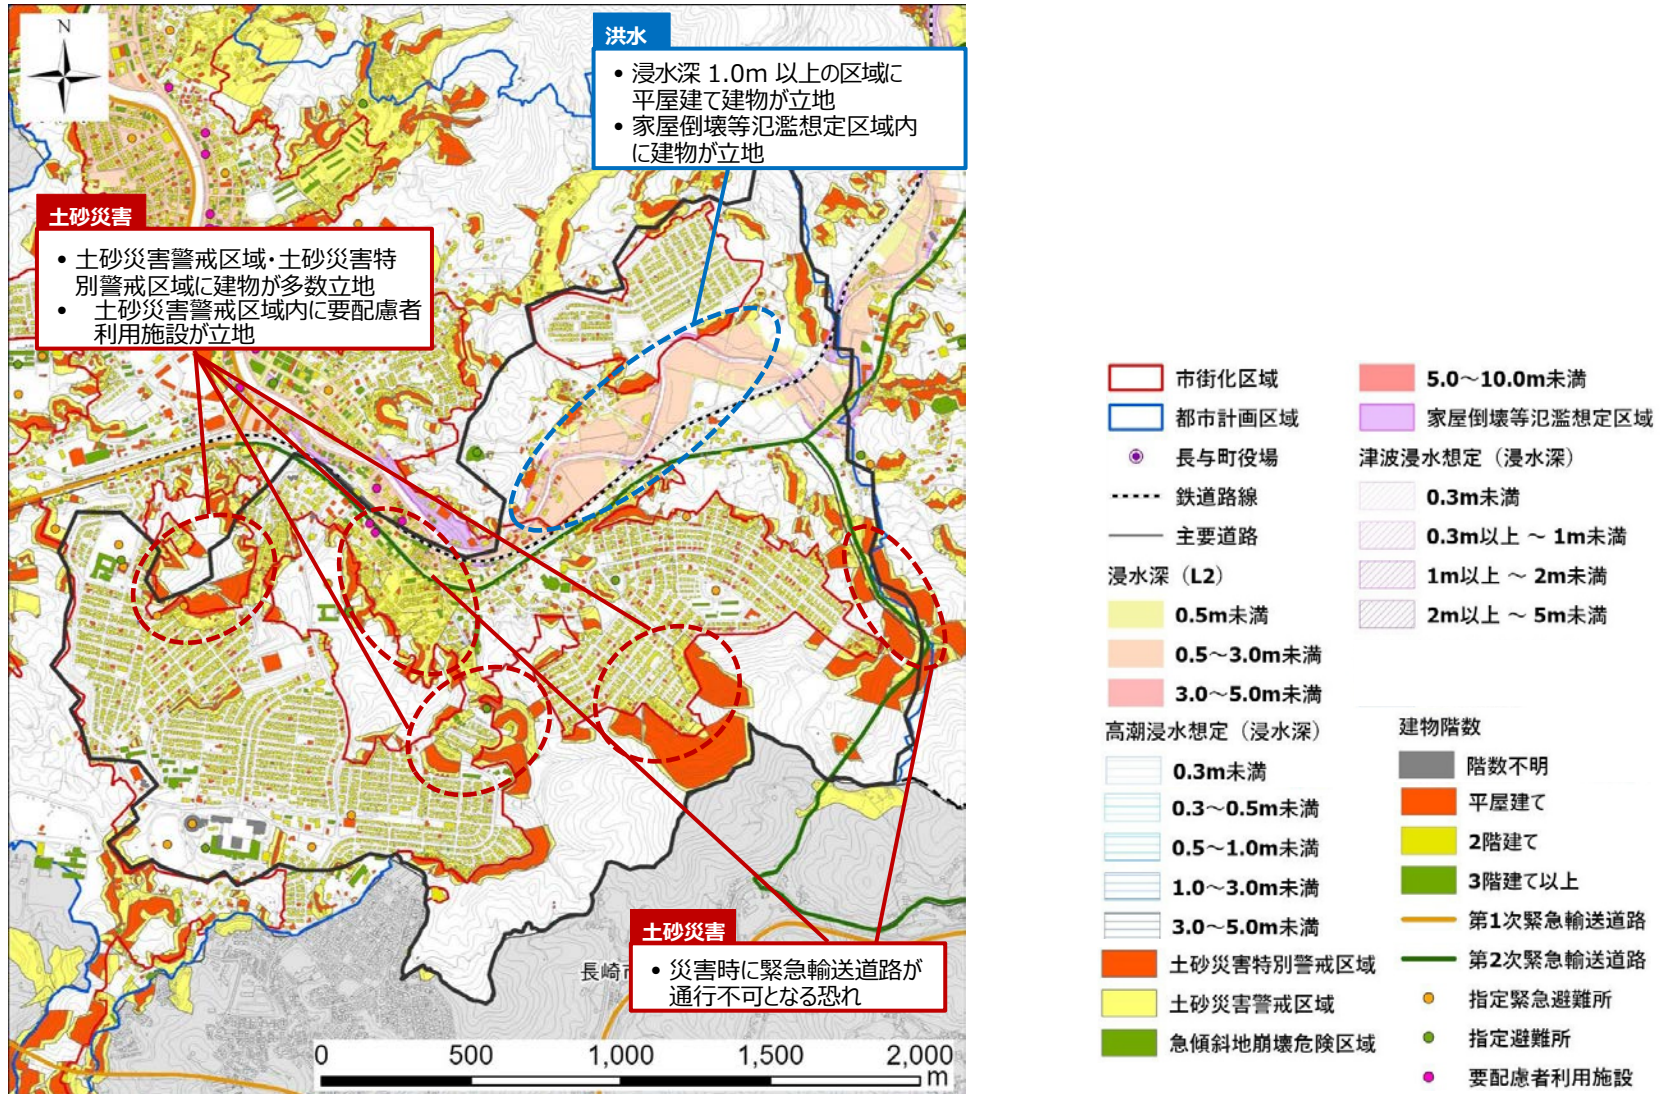 N
洪水
• 浸水深 1.0m 以上の区域に
平屋建て建物が立地
• 家屋倒壊等氾濫想定区域内
に建物が立地
土砂災害
• 土砂災害警戒区域・土砂災害特
別警戒区域に建物が多数立地
• 土砂災害警戒区域内に要配慮者
利用施設が立地
土砂災害
• 災害時に緊急輸送道路が
通行不可となる恐れ
長崎市
0 500 1,000 1,500 2,000
m
市街化区域
都市計画区域
長与町役場
鉄道路線
主要道路
浸水深（L2）
0.5m未満
0.5～3.0m未満
3.0～5.0m未満
5.0～10.0m未満
家屋倒壊等氾濫想定区域
津波浸水想定（浸水深）
0.3m未満
0.3m以上 ～ 1m未満
1m以上 ～ 2m未満
2m以上 ～ 5m未満
高潮浸水想定（浸水深）
0.3m未満
0.3～0.5m未満
0.5～1.0m未満
1.0～3.0m未満
3.0～5.0m未満
土砂災害特別警戒区域
土砂災害警戒区域
急傾斜地崩壊危険区域
建物階数
階数不明
平屋建て
2階建て
3階建て以上
第1次緊急輸送道路
第2次緊急輸送道路
指定緊急避難所
指定避難所
要配慮者利用施設